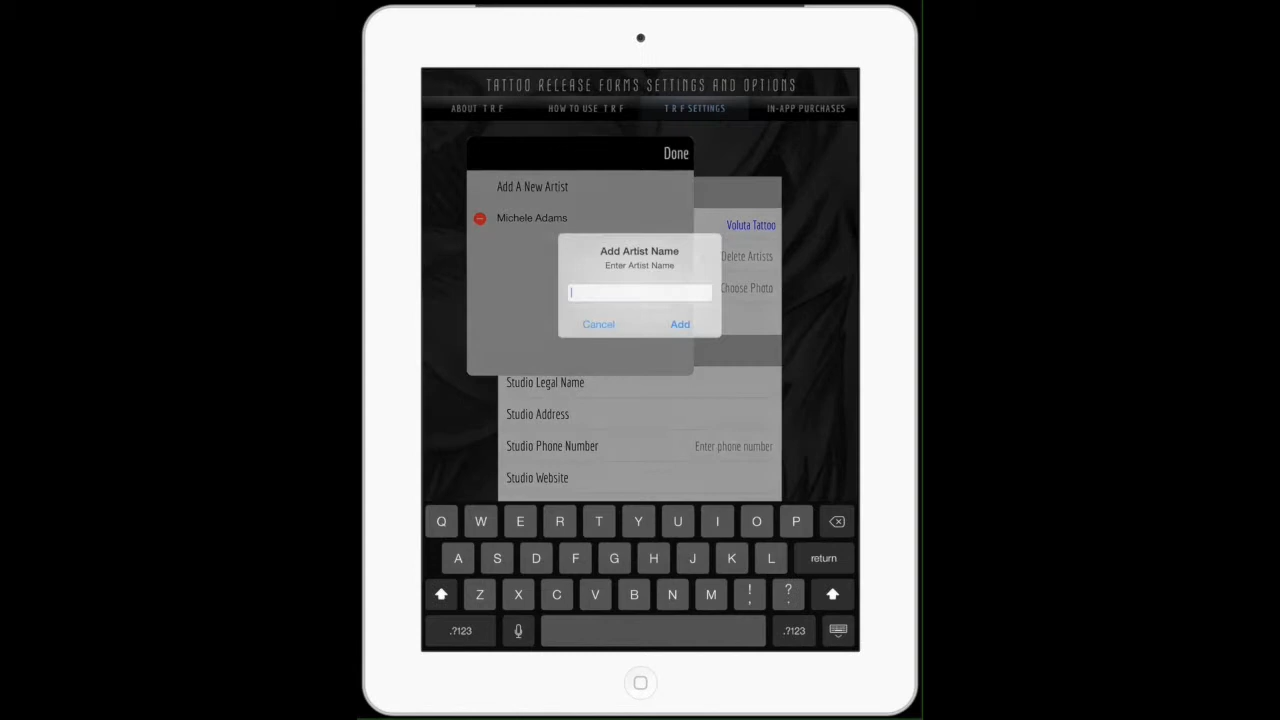 TATTOO RELEASE FORMS SETTINGS AND OPTIONS
ABOUT T R F HOW TO USE T R F T R F SETTINGS IN-APP PURCHASES
Done
Add A New Artist
Michele Adams
Voluta Tattoo
Delete Artists
Choose Photo
Add Artist Name
Enter Artist Name
Cancel Add
Studio Legal Name
Studio Address
Studio Phone Number Enter phone number
Studio Website
Q W E R T Y U I O P
A S D F G H J K L return
Z X C V B N M ! , ? .
.?123 .?123